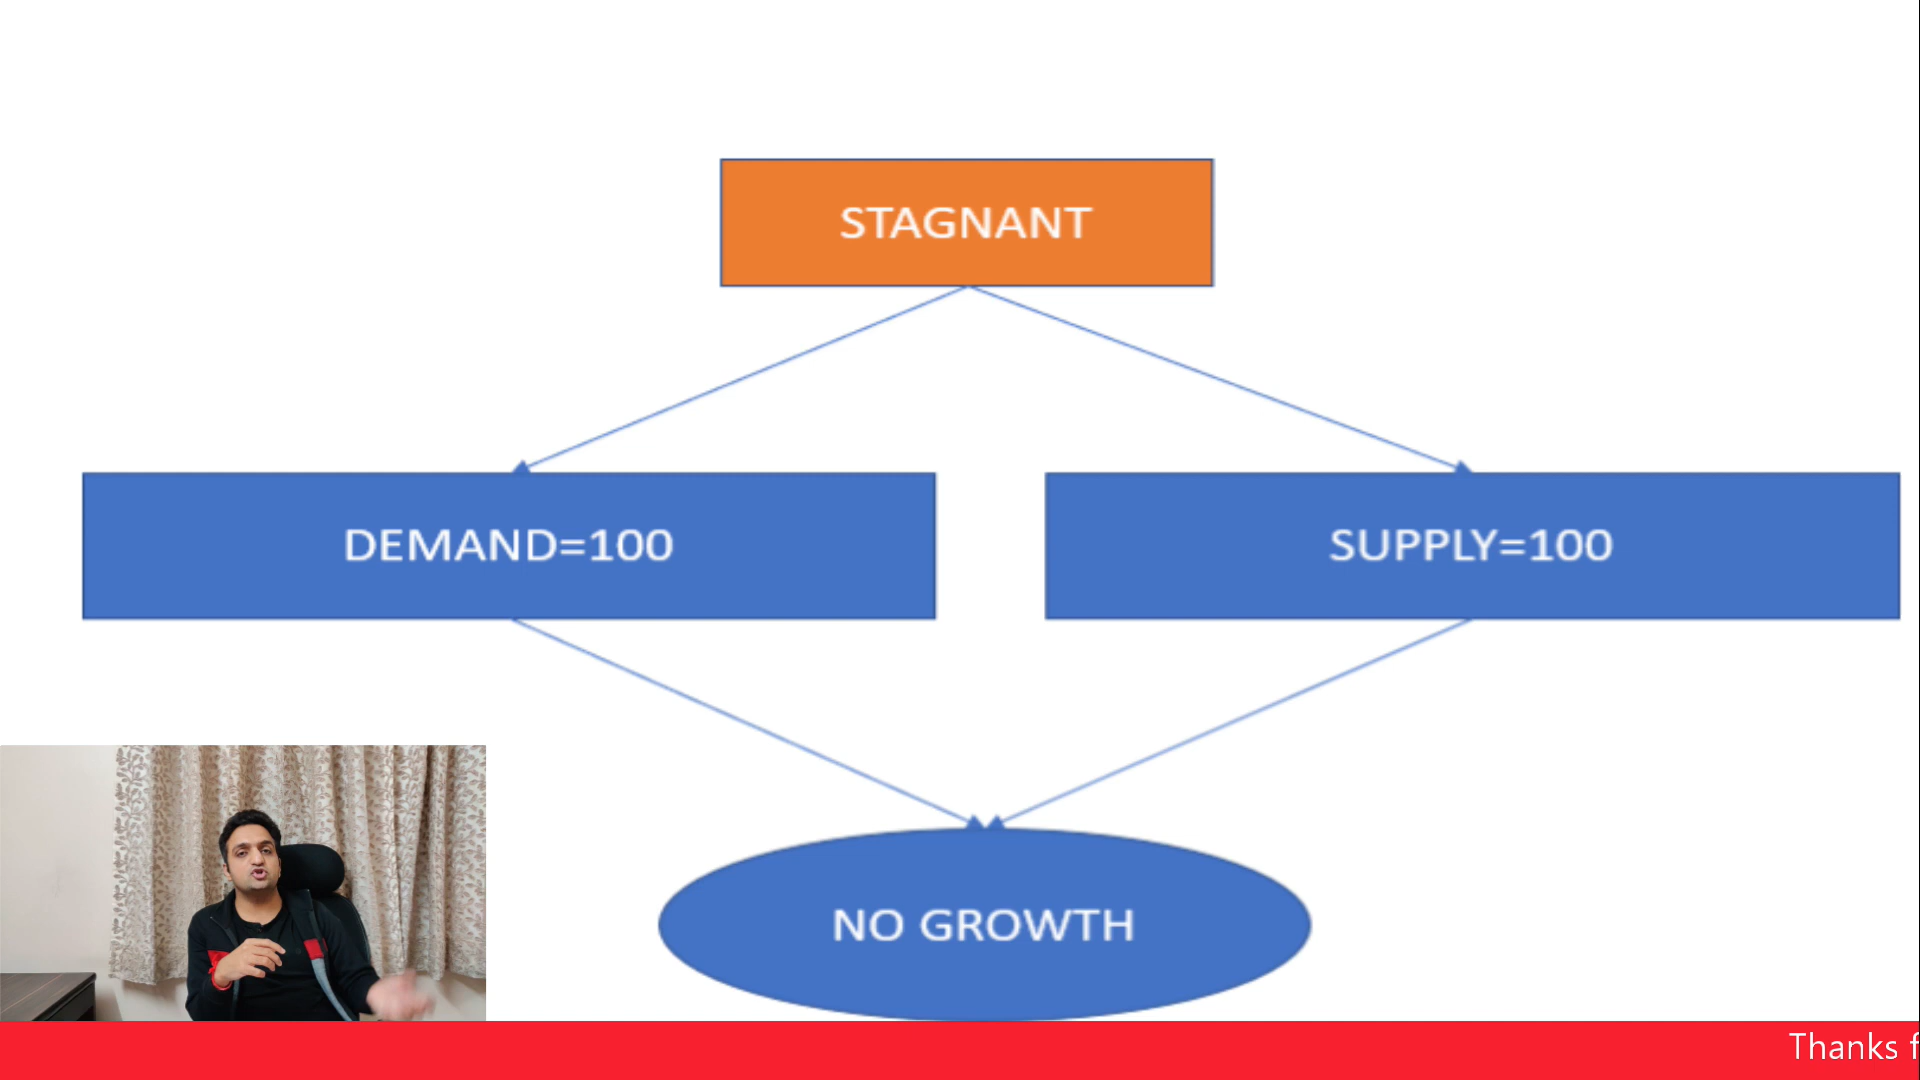 STAGNANT
DEMAND=100
SUPPLY=100
NO GROWTH
Thanks